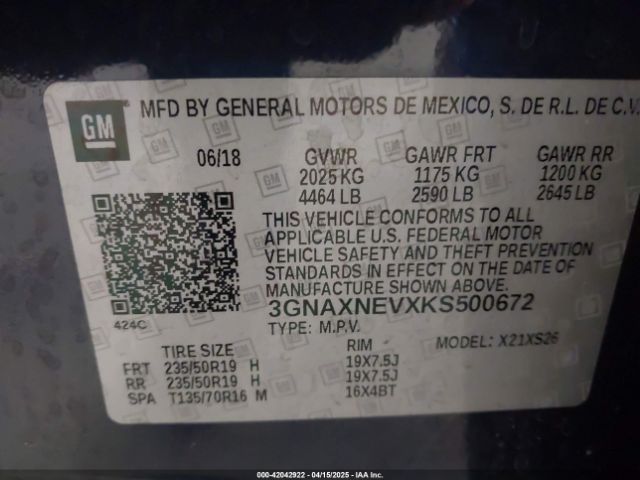 GM
MFD BY GENERAL MOTORS DE MEXICO, S. DE R.L. DE C.V.
06/18 GVWR GAWR FRT GAWR RR
2025 KG 1175 KG 1200 KG
4464 LB 2590 LB 2645 LB
THIS VEHICLE CONFORMS TO ALL
APPLICABLE U.S. FEDERAL MOTOR
VEHICLE SAFETY AND THEFT PREVENTION
STANDARDS IN EFFECT ON THE DATE OF
MANUFACTURE SHOWN ABOVE.
3GNAXNEVXKS500672
424C TYPE: M.P.V. MODEL: X21XS26
TIRE SIZE RIM
FRT 235/50R19 H 19X7.5J
RR 235/50R19 H 19X7.5J
SPA T135/70R16 M 16X4BT
000-42042922 - 04/15/2025 - IAA Inc.